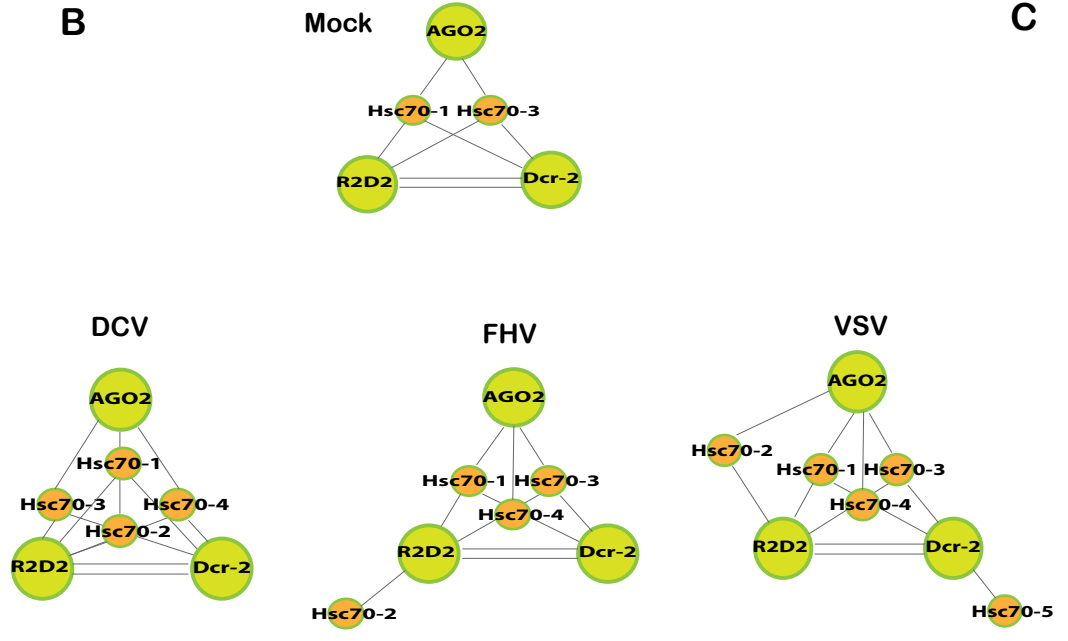 B
Mock
C
AGO2
Hsc70-1 Hsc70-3
R2D2
Dcr-2
DCV
AGO2
Hsc70-1
Hsc70-3
Hsc70-4
Hsc70-2
R2D2
Dcr-2
FHV
AGO2
Hsc70-1
Hsc70-3
Hsc70-4
R2D2
Dcr-2
Hsc70-2
VSV
AGO2
Hsc70-2
Hsc70-1
Hsc70-3
Hsc70-4
R2D2
Dcr-2
Hsc70-5